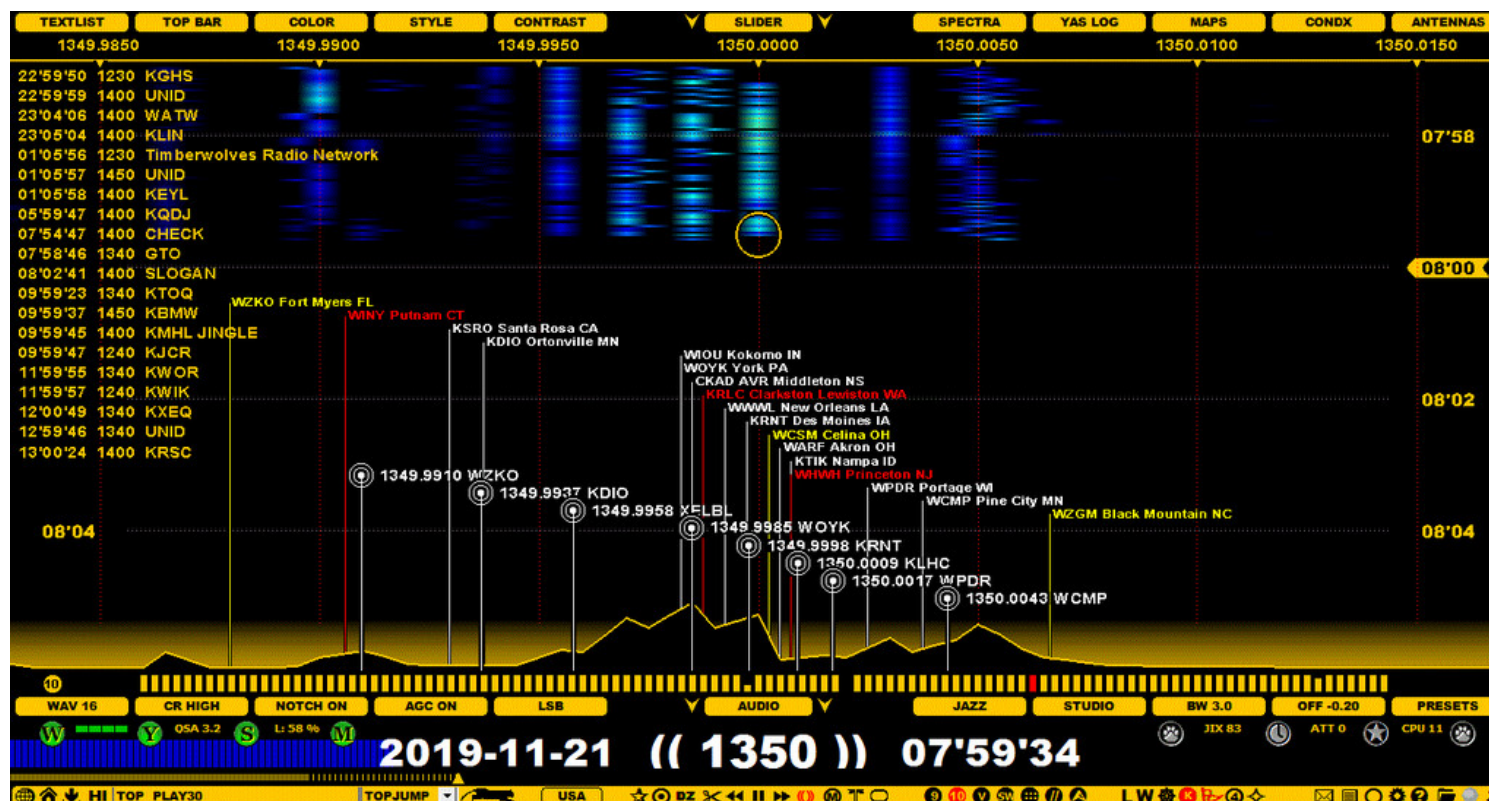 TEXTLIST TOP BAR COLOR STYLE CONTRAST SLIDER SPECTRA YAS LOG MAPS CONDX ANTENNAS
1349.9850 1349.9900 1349.9950 1350.0000 1350.0050 1350.0100 1350.0150
22'59'50 1230 KGHS
22'59'59 1400 UNID
23'04'06 1400 WATW
23'05'04 1400 KLIN
07'58
01'05'56 1230 Timberwolves Radio Network
01'05'57 1450 UNID
01'05'58 1400 KEYL
05'59'47 1400 KQDJ
07'54'47 1400 CHECK
07'58'46 1340 GTO
08'02'41 1400 SLOGAN
08'00
09'59'23 1340 KTOQ
09'59'37 1450 KBMW
09'59'45 1400 KMHL JINGLE
09'59'47 1240 KJCR
11'59'55 1340 KWOR
11'59'57 1240 KWIK
12'00'49 1340 KXEQ
12'59'46 1340 UNID
13'00'24 1400 KRSC
WZKO Fort Myers FL
WINY Putnam CT
KSRO Santa Rosa CA
KDIO Ortonville MN
WIOU Kokomo IN
WOYK York PA
CKAD AVR Middleton NS
KRLC Clarkston Lewiston WA
08'02
WWWL New Orleans LA
KRNT Des Moines IA
WCSM Celina OH
WARF Akron OH
KTIK Nampa ID
WHWH Princeton NJ
WPDR Portage WI
WCMP Pine City MN
WZGM Black Mountain NC
1349.9910 WZKO
1349.9937 KDIO
1349.9958 XELBL
1349.9985 WOYK
08'04 08'04
1349.9998 KRNT
1350.0009 KLHC
1350.0017 WPDR
1350.0043 WCMP
10
WAV 16 CR HIGH NOTCH ON AGC ON LSB AUDIO JAZZ STUDIO BW 3.0 OFF -0.20 PRESETS
W Y QSA 3.2 S L: 58 % M JIX 83 ATT 0 CPU 11
2019-11-21 (( 1350 )) 07'59'34
HI TOP PLAY30 TOPJUMP USA DZ 9 10 V SW L W K